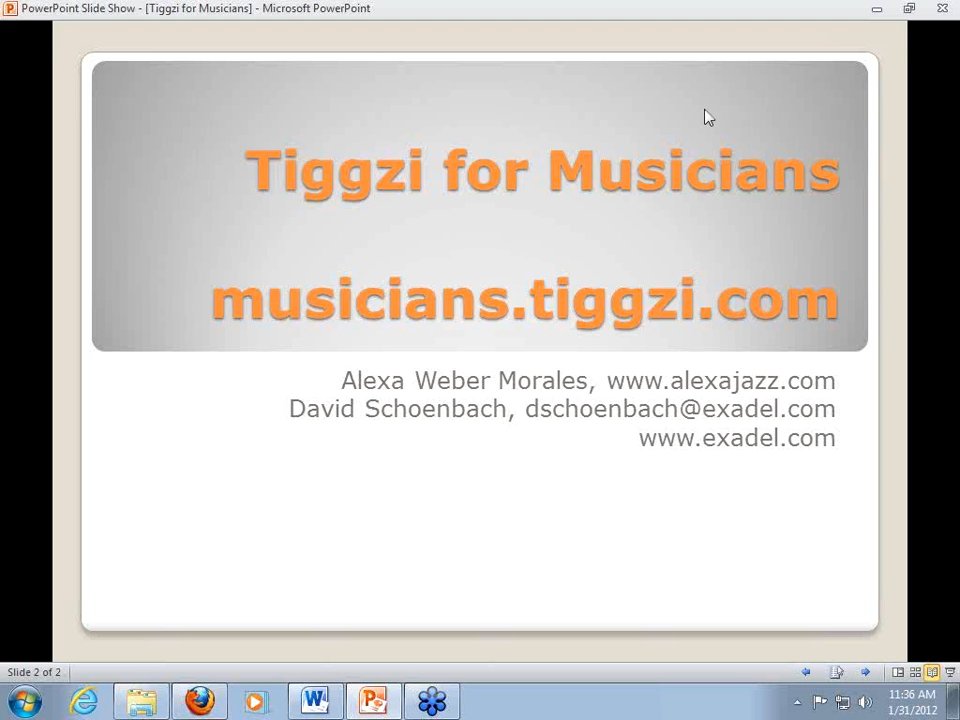 PowerPoint Slide Show - [Tiggzi for Musicians] - Microsoft PowerPoint
Tiggzi for Musicians
musicians.tiggzi.com
Alexa Weber Morales, www.alexajazz.com
David Schoenbach, dschoenbach@exadel.com
www.exadel.com
Slide 2 of 2
11:36 AM
1/31/2012